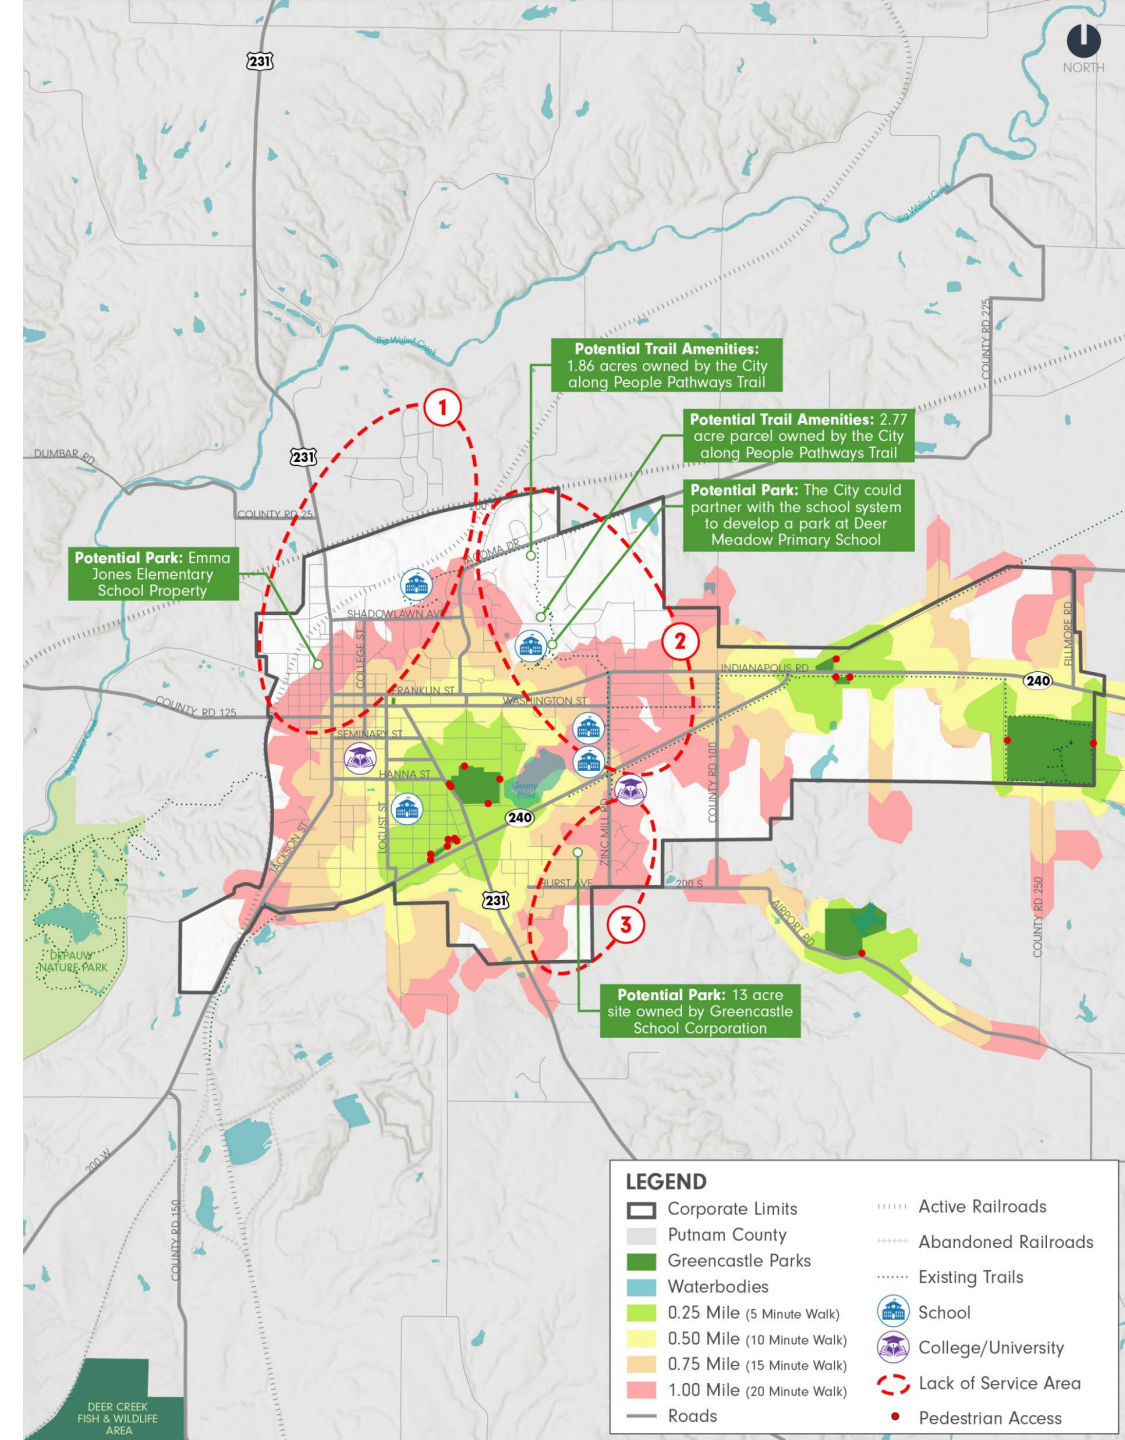 231
NORTH
Big Walnut Creek
COUNTY RD 225
Big Walnut Creek
Potential Trail Amenities:
1.86 acres owned by the City
along People Pathways Trail
1
Potential Trail Amenities: 2.77
acre parcel owned by the City
along People Pathways Trail
DUMBAR RD
231
Potential Park: The City could
partner with the school system
to develop a park at Deer
Meadow Primary School
COUNTY RD 25
TACOMA DR
Potential Park: Emma
Jones Elementary
School Property
SHADOWLAWN AVE
COLLEGE ST
2
FILLMORE RD
INDIANAPOLIS RD
240
FRANKLIN ST
WASHINGTON ST
COUNTY RD 125
SEMINARY ST
Big Walnut Creek
HANNA ST
COUNTY RD 100
Quarry
Pond
240
LOCUST ST
ZINC MILL RD
JACKSON ST
HURST AVE
200 S
231
COUNTY RD 250
AIRPORT RD
3
DEPAUW
NATURE PARK
Potential Park: 13 acre
site owned by Greencastle
School Corporation
200 W
COUNTY RD 150
LEGEND
Corporate Limits
Putnam County
Greencastle Parks
Waterbodies
0.25 Mile (5 Minute Walk)
0.50 Mile (10 Minute Walk)
0.75 Mile (15 Minute Walk)
1.00 Mile (20 Minute Walk)
Roads
Active Railroads
Abandoned Railroads
Existing Trails
School
College/University
Lack of Service Area
Pedestrian Access
DEER CREEK
FISH & WILDLIFE
AREA